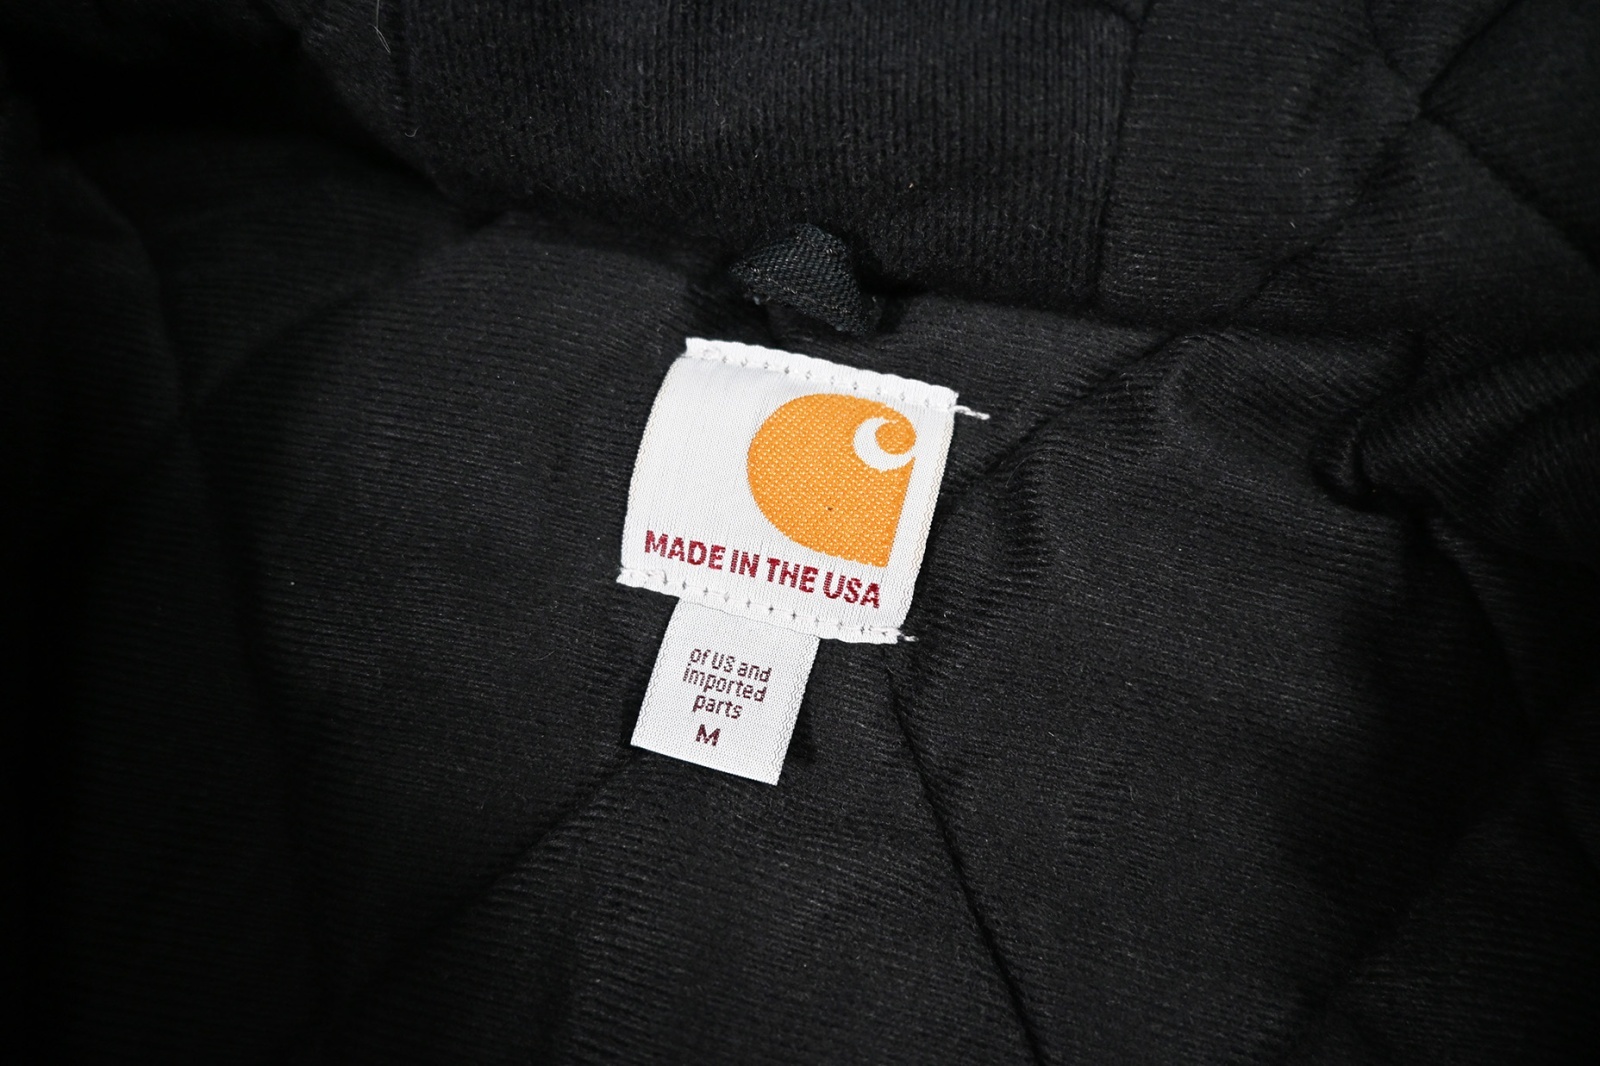 MADE IN THE USA
of US and
imported
parts
M